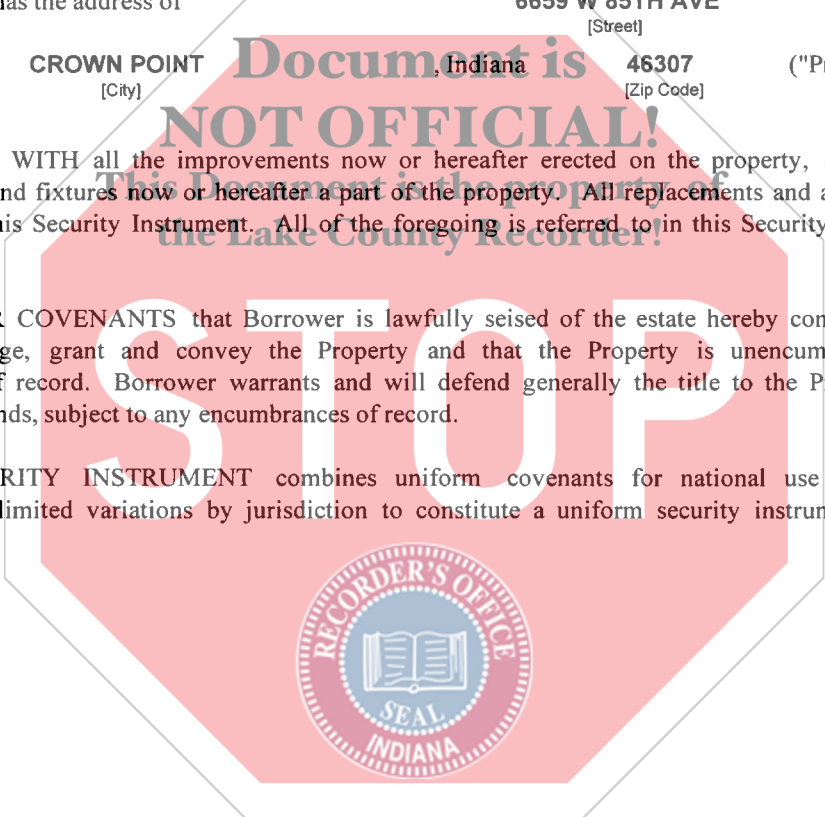 has the address of 6659 W 85TH AVE
[Street]
CROWN POINT , Indiana 46307 ("P
[City] [Zip Code]
Document is
NOT OFFICIAL!
This Document is the property of
the Lake County Recorder!
WITH all the improvements now or hereafter erected on the property,
nd fixtures now or hereafter a part of the property. All replacements and a
his Security Instrument. All of the foregoing is referred to in this Security
R COVENANTS that Borrower is lawfully seised of the estate hereby con
ge, grant and convey the Property and that the Property is unencum
f record. Borrower warrants and will defend generally the title to the P
nds, subject to any encumbrances of record.
RITY INSTRUMENT combines uniform covenants for national use
limited variations by jurisdiction to constitute a uniform security instrum
STOP
RECORDER'S OFFICE
SEAL
INDIANA